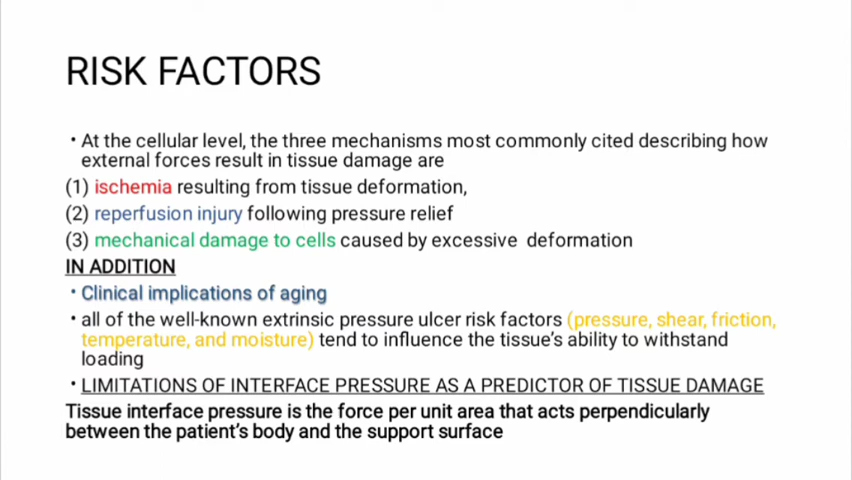 RISK FACTORS
• At the cellular level, the three mechanisms most commonly cited describing how
external forces result in tissue damage are
(1) ischemia resulting from tissue deformation,
(2) reperfusion injury following pressure relief
(3) mechanical damage to cells caused by excessive deformation
IN ADDITION
• Clinical implications of aging
• all of the well-known extrinsic pressure ulcer risk factors (pressure, shear, friction,
temperature, and moisture) tend to influence the tissue's ability to withstand
loading
• LIMITATIONS OF INTERFACE PRESSURE AS A PREDICTOR OF TISSUE DAMAGE
Tissue interface pressure is the force per unit area that acts perpendicularly
between the patient's body and the support surface